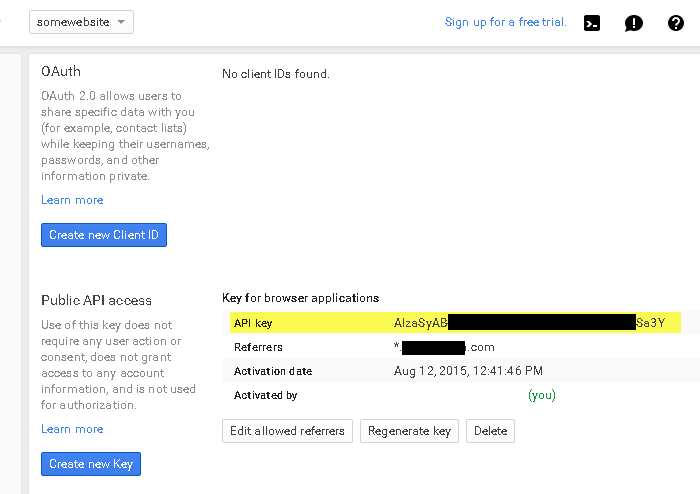 somewebsite
Sign up for a free trial.
OAuth
No client IDs found.
OAuth 2.0 allows users to
share specific data with you
(for example, contact lists)
while keeping their usernames,
passwords, and other
information private.
Learn more
Create new Client ID
Public API access
Use of this key does not
require any user action or
consent, does not grant
access to any account
information, and is not used
for authorization.
Learn more
Create new Key
Key for browser applications
API key AIzaSyAB Sa3Y
Referrers *. .com
Activation date Aug 12, 2015, 12:41:46 PM
Activated by (you)
Edit allowed referrers Regenerate key Delete